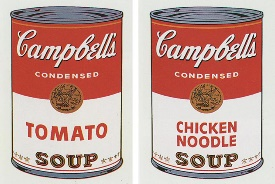 Campbell's
CONDENSED
TOMATO
SOUP
Campbell's
CONDENSED
CHICKEN
NOODLE
SOUP